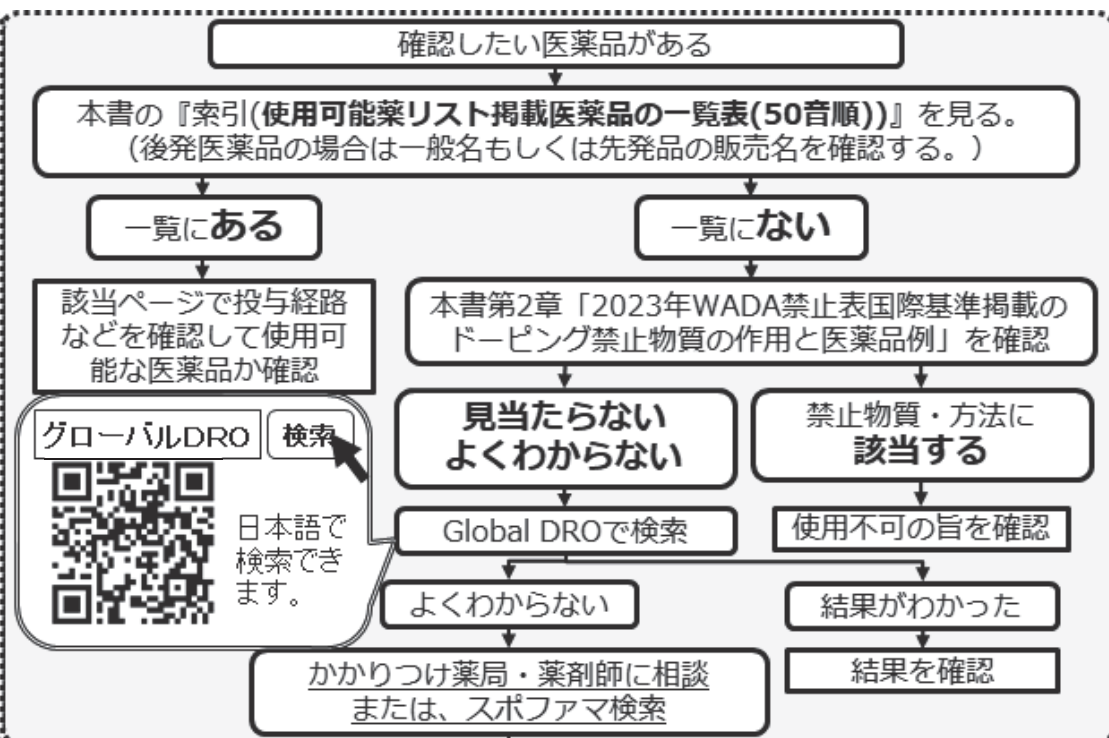 確認したい医薬品がある
本書の『索引(使用可能薬リスト掲載医薬品の一覧表(50音順))』を見る。
(後発医薬品の場合は一般名もしくは先発品の販売名を確認する。)
一覧にある
一覧にない
該当ページで投与経路
などを確認して使用可
能な医薬品か確認
本書第2章「2023年WADA禁止表国際基準掲載の
ドーピング禁止物質の作用と医薬品例」を確認
見当たらない
よくわからない
禁止物質・方法に
該当する
グローバルDRO
検索
日本語で
検索でき
ます。
Global DROで検索
使用不可の旨を確認
よくわからない
結果がわかった
かかりつけ薬局・薬剤師に相談
または、スポファマ検索
結果を確認